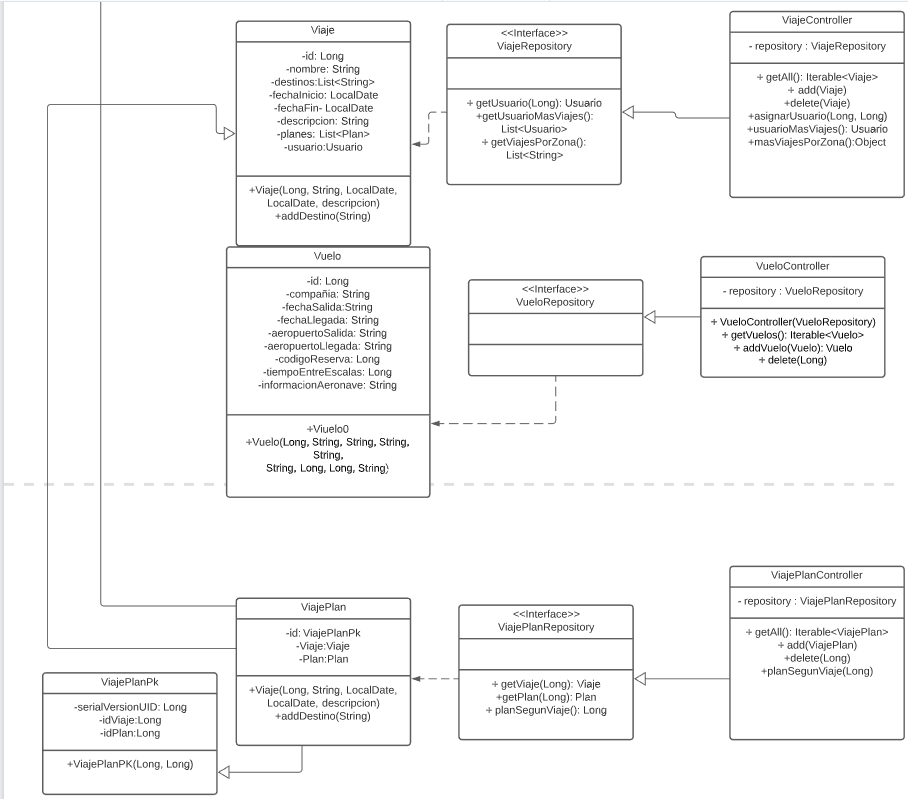 Viaje
-id: Long
-nombre: String
-destinos:List<String>
-fechaInicio: LocalDate
-fechaFin- LocalDate
-descripcion: String
-planes: List<Plan>
-usuario:Usuario
+Viaje(Long, String, LocalDate,
LocalDate, descripcion)
+addDestino(String)
<<Interface>>
ViajeRepository
+ getUsuario(Long): Usuario
+getUsuarioMasViajes():
List<Usuario>
+ getViajesPorZona():
List<String>
ViajeController
- repository : ViajeRepository
+ getAll(): Iterable<Viaje>
+ add(Viaje)
+delete(Viaje)
+asignarUsuario(Long, Long)
+usuarioMasViajes(): Usuario
+masViajesPorZona():Object
Vuelo
-id: Long
-compañia: String
-fechaSalida:String
-fechaLlegada: String
-aeropuertoSalida: String
-aeropuertoLlegada: String
-codigoReserva: Long
-tiempoEntreEscalas: Long
-informacionAeronave: String
+Viuelo0
+Vuelo(Long, String, String, String,
String,
String, Long, Long, String)
<<Interface>>
VueloRepository
VueloController
- repository : VueloRepository
+ VueloController(VueloRepository)
+ getVuelos(): Iterable<Vuelo>
+ addVuelo(Vuelo): Vuelo
+ delete(Long)
ViajePlan
-id: ViajePlanPk
-Viaje:Viaje
-Plan:Plan
+Viaje(Long, String, LocalDate,
LocalDate, descripcion)
+addDestino(String)
<<Interface>>
ViajePlanRepository
+ getViaje(Long): Viaje
+getPlan(Long): Plan
+ planSegunViaje(): Long
ViajePlanController
- repository : ViajePlanRepository
+ getAll(): Iterable<ViajePlan>
+ add(ViajePlan)
+delete(Long)
+planSegunViaje(Long)
ViajePlanPk
-serialVersionUID: Long
-idViaje:Long
-idPlan:Long
+ViajePlanPK(Long, Long)